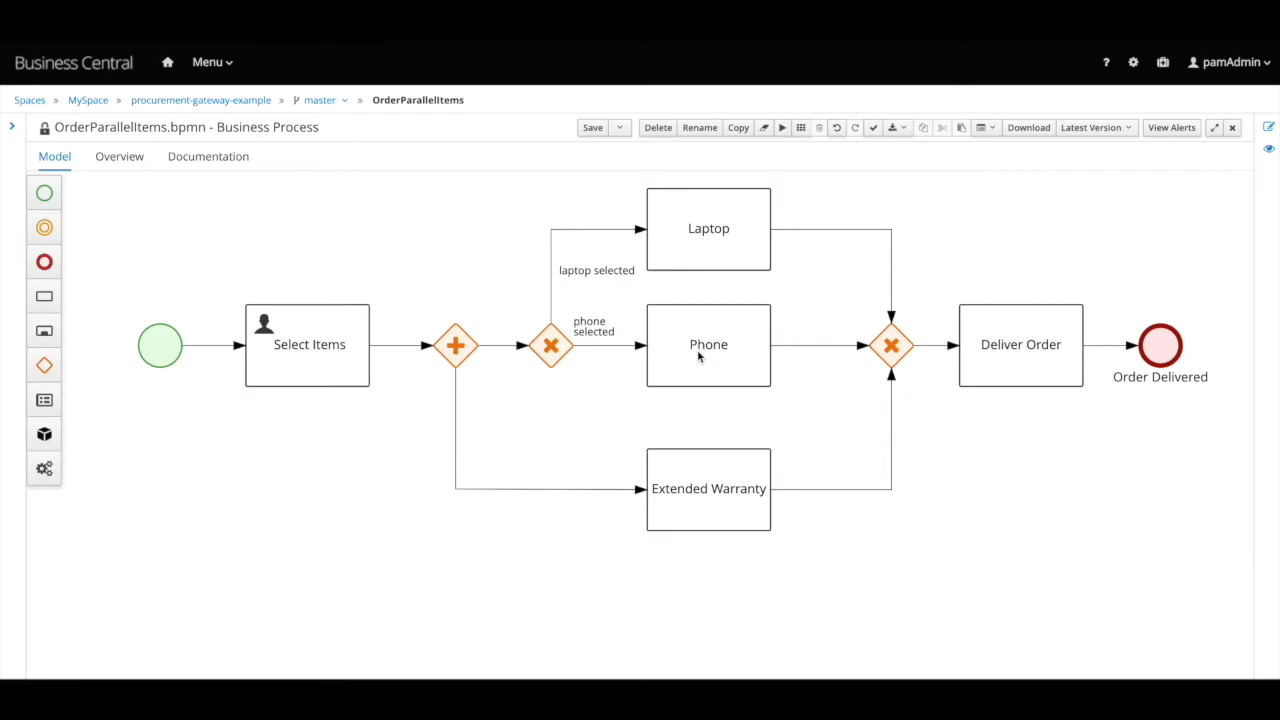 Business Central
Menu
?
pamAdmin
Spaces » MySpace » procurement-gateway-example » master » OrderParallelItems
OrderParallelItems.bpmn - Business Process
Save
Delete
Rename
Copy
Download
Latest Version
View Alerts
Model
Overview
Documentation
Laptop
laptop selected
phone
selected
Select Items
Phone
Deliver Order
Order Delivered
Extended Warranty